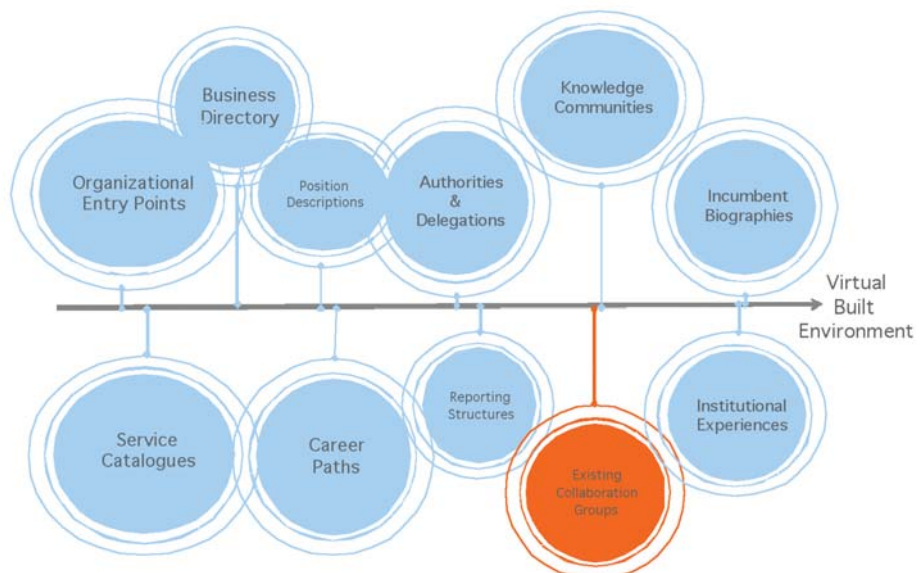 Business
Directory
Knowledge
Communities
Organizational
Entry Points
Position
Descriptions
Authorities
&
Delegations
Incumbent
Biographies
Virtual
Built
Environment
Service
Catalogues
Career
Paths
Reporting
Structures
Existing
Collaboration
Groups
Institutional
Experiences